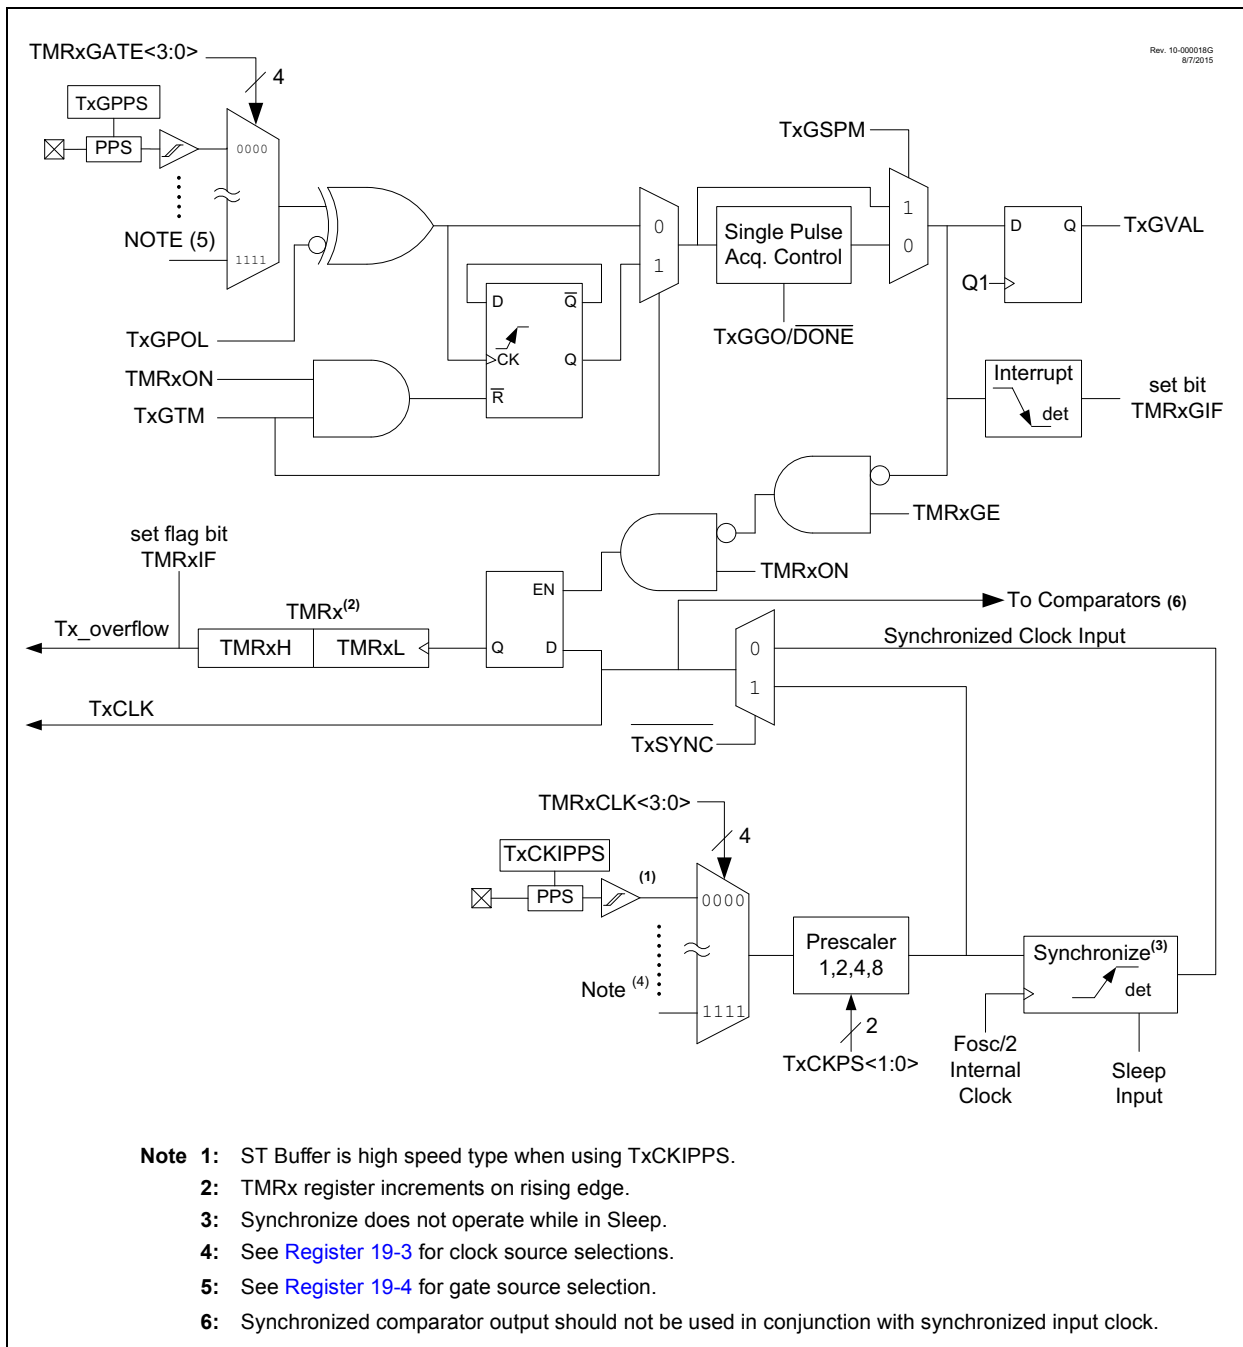 Rev. 10-000018G
8/7/2015
TMRxGATE<3:0>
4
TxGPPS
PPS
0000
NOTE (5)
1111
TxGPOL
TMRxON
TxGTM
D
Q
CK
Q
R
0
1
Single Pulse
Acq. Control
TxGGO/DONE
TxGSPM
1
0
D
Q
TxGVAL
Q1
Interrupt
det
set bit
TMRxGIF
TMRxGE
TMRxON
set flag bit
TMRxIF
Tx_overflow
TMRx(2)
TMRxH
TMRxL
EN
Q
D
To Comparators (6)
Synchronized Clock Input
0
1
TxCLK
TxSYNC
TMRxCLK<3:0>
4
TxCKIPPS
PPS
(1)
0000
Note (4)
1111
Prescaler
1,2,4,8
2
TxCKPS<1:0>
Synchronize(3)
det
Fosc/2
Internal
Clock
Sleep
Input
Note 1: ST Buffer is high speed type when using TxCKIPPS.
2: TMRx register increments on rising edge.
3: Synchronize does not operate while in Sleep.
4: See Register 19-3 for clock source selections.
5: See Register 19-4 for gate source selection.
6: Synchronized comparator output should not be used in conjunction with synchronized input clock.